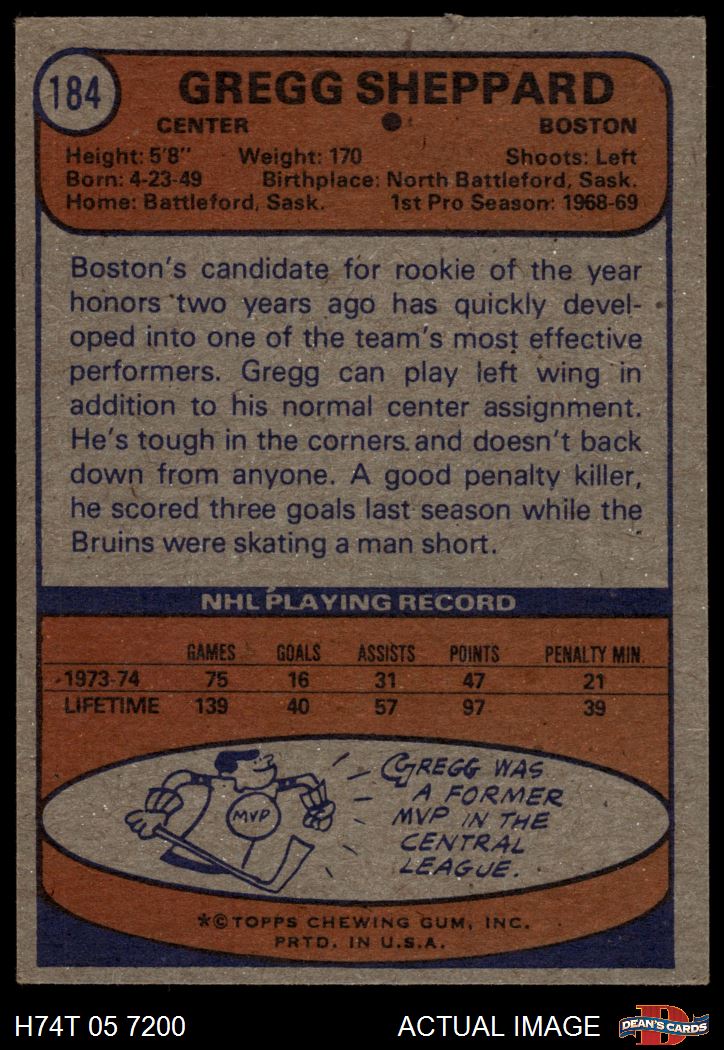 184
GREGG SHEPPARD
CENTER BOSTON
Height: 5'8" Weight: 170 Shoots: Left
Born: 4-23-49 Birthplace: North Battleford, Sask.
Home: Battleford, Sask. 1st Pro Season: 1968-69
Boston's candidate for rookie of the year
honors two years ago has quickly devel-
oped into one of the team's most effective
performers. Gregg can play left wing in
addition to his normal center assignment.
He's tough in the corners and doesn't back
down from anyone. A good penalty killer,
he scored three goals last season while the
Bruins were skating a man short.
NHL PLAYING RECORD
GAMES GOALS ASSISTS POINTS PENALTY MIN.
1973-74 75 16 31 47 21
LIFETIME 139 40 57 97 39
MVP
GREGG WAS
A FORMER
MVP IN THE
CENTRAL
LEAGUE.
*©TOPPS CHEWING GUM, INC.
PRTD. IN U.S.A.
H74T 05 7200 ACTUAL IMAGE
D
DEAN'S CARDS